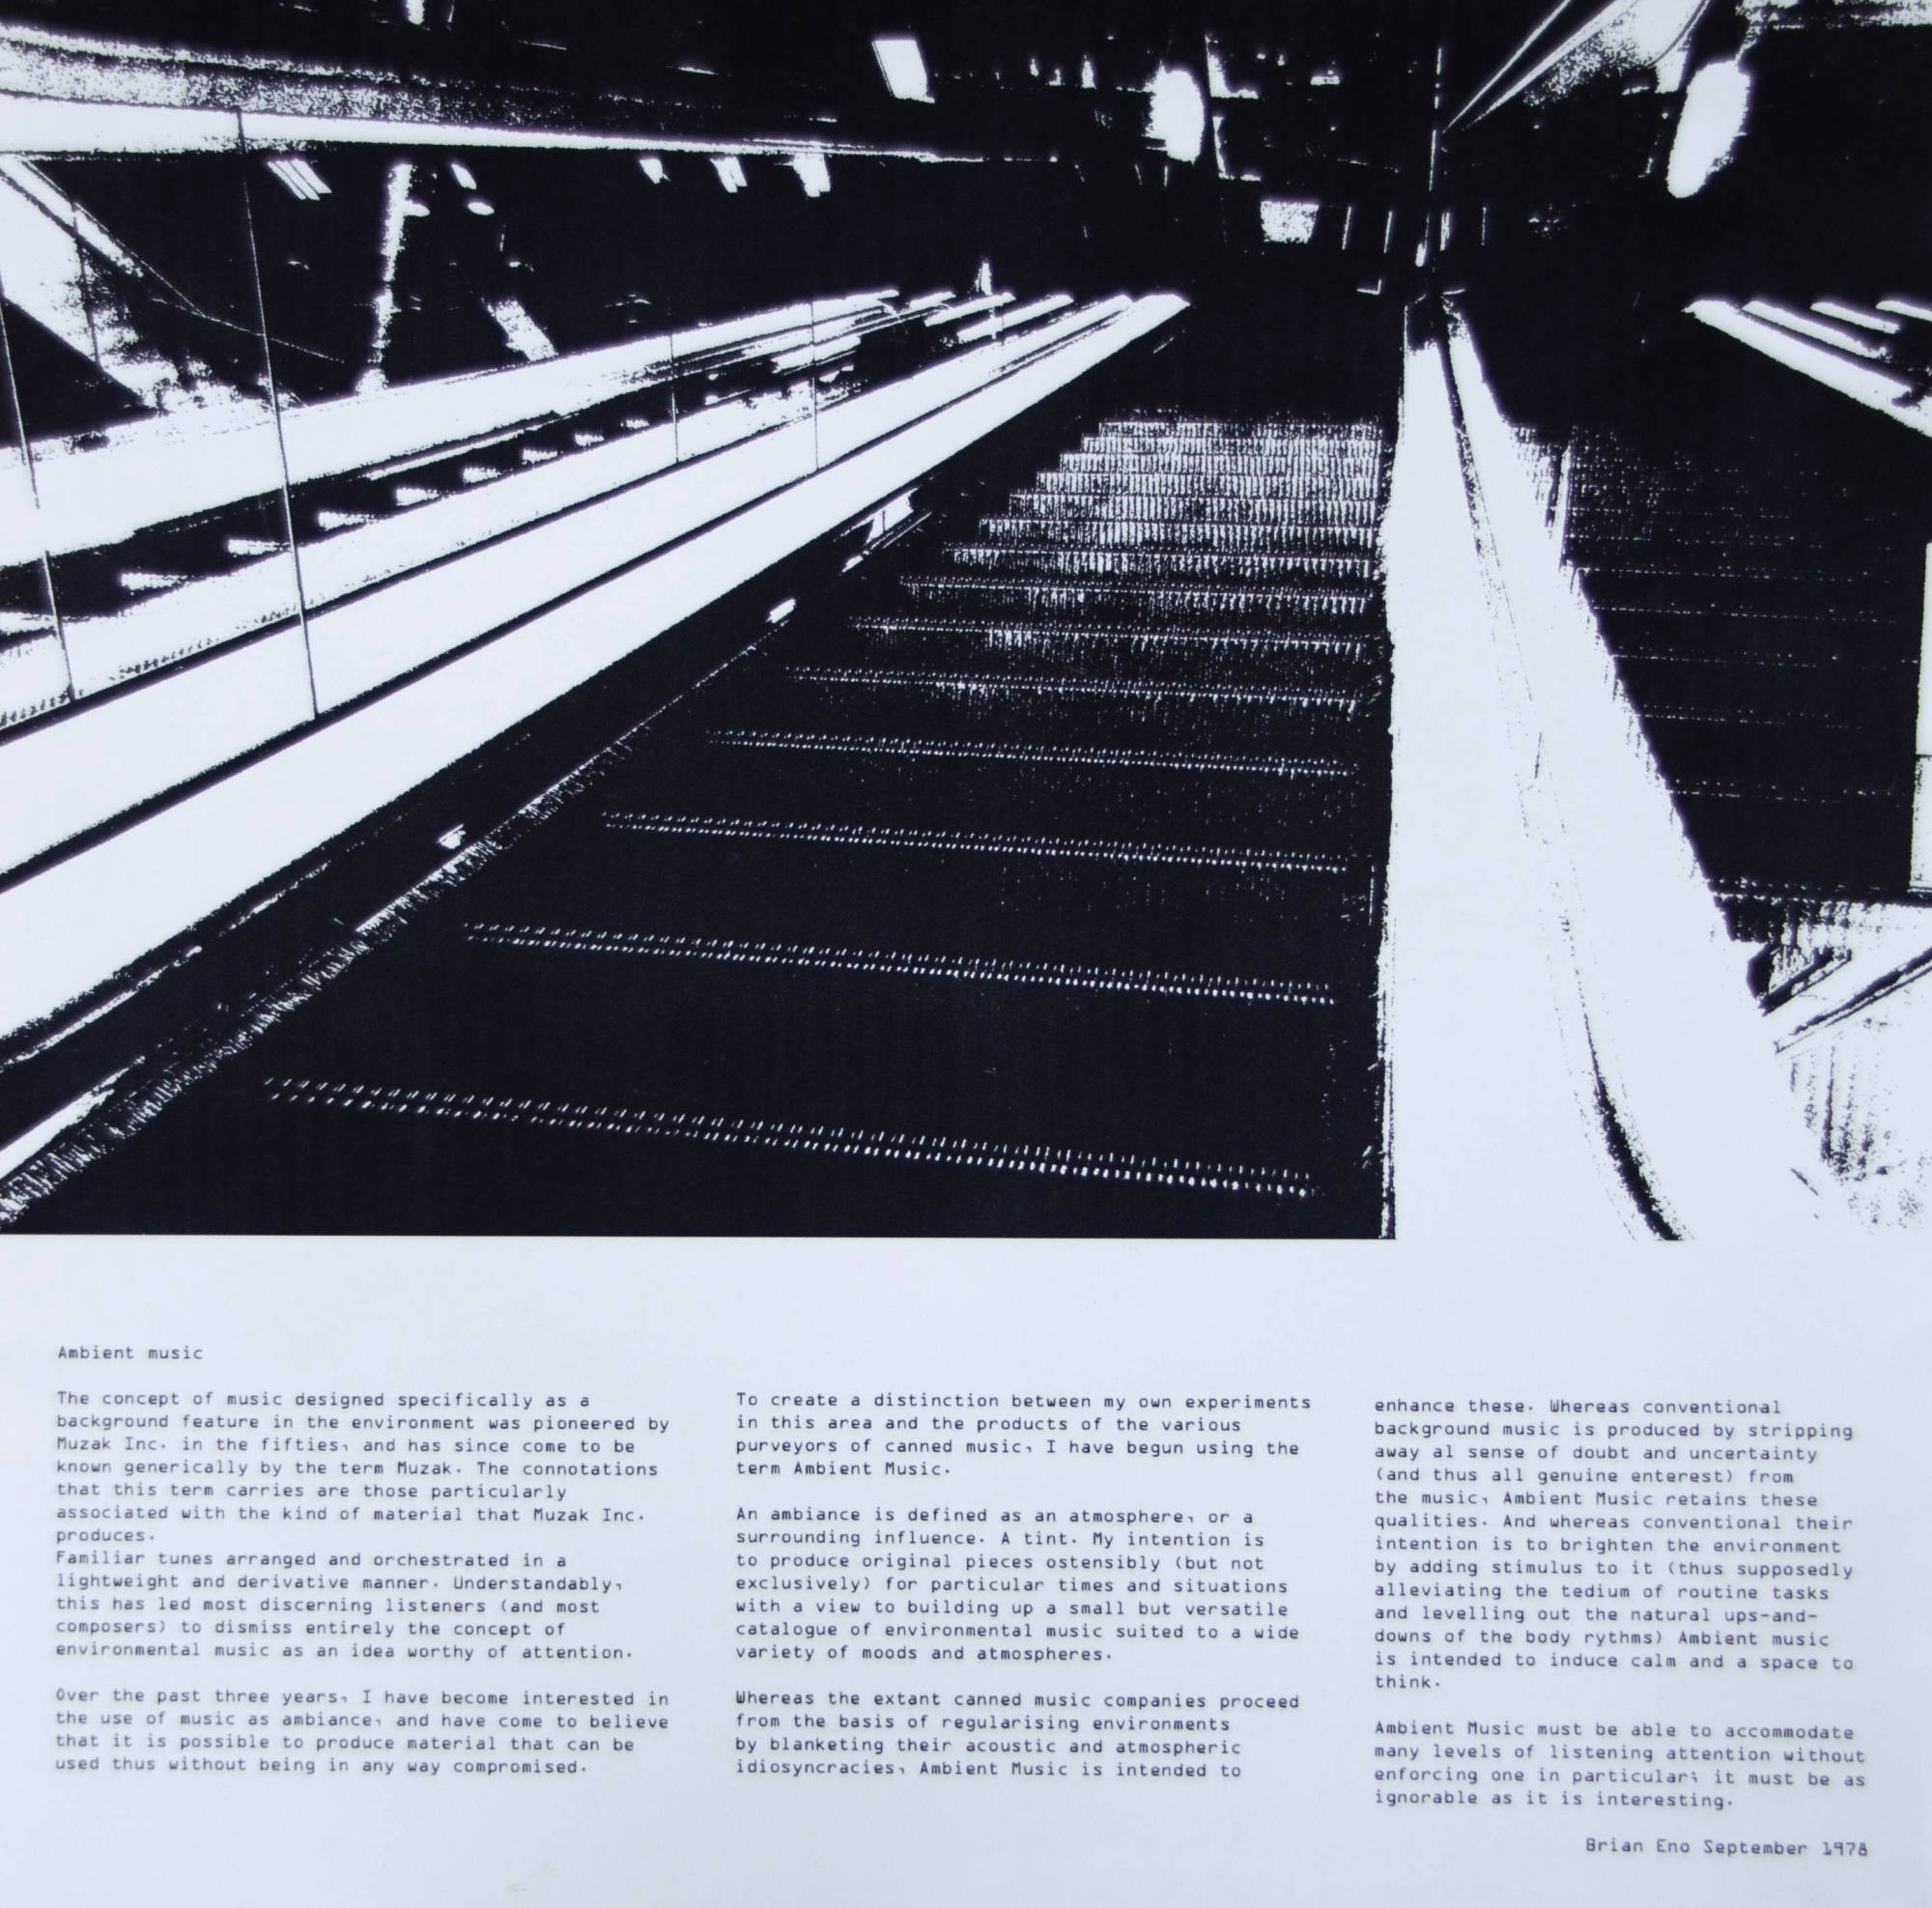 Ambient music
The concept of music designed specifically as a
background feature in the environment was pioneered by
Muzak Inc. in the fifties, and has since come to be
known generically by the term Muzak. The connotations
that this term carries are those particularly
associated with the kind of material that Muzak Inc.
produces.
Familiar tunes arranged and orchestrated in a
lightweight and derivative manner. Understandably,
this has led most discerning listeners (and most
composers) to dismiss entirely the concept of
environmental music as an idea worthy of attention.
Over the past three years, I have become interested in
the use of music as ambiance, and have come to believe
that it is possible to produce material that can be
used thus without being in any way compromised.
To create a distinction between my own experiments
in this area and the products of the various
purveyors of canned music, I have begun using the
term Ambient Music.
An ambiance is defined as an atmosphere, or a
surrounding influence. A tint. My intention is
to produce original pieces ostensibly (but not
exclusively) for particular times and situations
with a view to building up a small but versatile
catalogue of environmental music suited to a wide
variety of moods and atmospheres.
Whereas the extant canned music companies proceed
from the basis of regularising environments
by blanketing their acoustic and atmospheric
idiosyncracies, Ambient Music is intended to
enhance these. Whereas conventional
background music is produced by stripping
away al sense of doubt and uncertainty
(and thus all genuine enterest) from
the music, Ambient Music retains these
qualities. And whereas conventional their
intention is to brighten the environment
by adding stimulus to it (thus supposedly
alleviating the tedium of routine tasks
and levelling out the natural ups-and-
downs of the body rythms) Ambient music
is intended to induce calm and a space to
think.
Ambient Music must be able to accommodate
many levels of listening attention without
enforcing one in particular; it must be as
ignorable as it is interesting.
Brian Eno September 1978